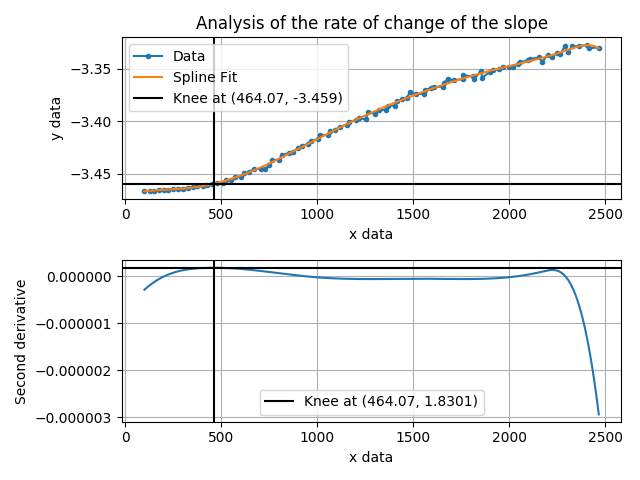 Analysis of the rate of change of the slope
Data
Spline Fit
Knee at (464.07, -3.459)
−3.35
−3.40
−3.45
y data
0
500
1000
1500
2000
2500
x data
0.000000
−0.000001
−0.000002
−0.000003
Second derivative
Knee at (464.07, 1.8301)
0
500
1000
1500
2000
2500
x data